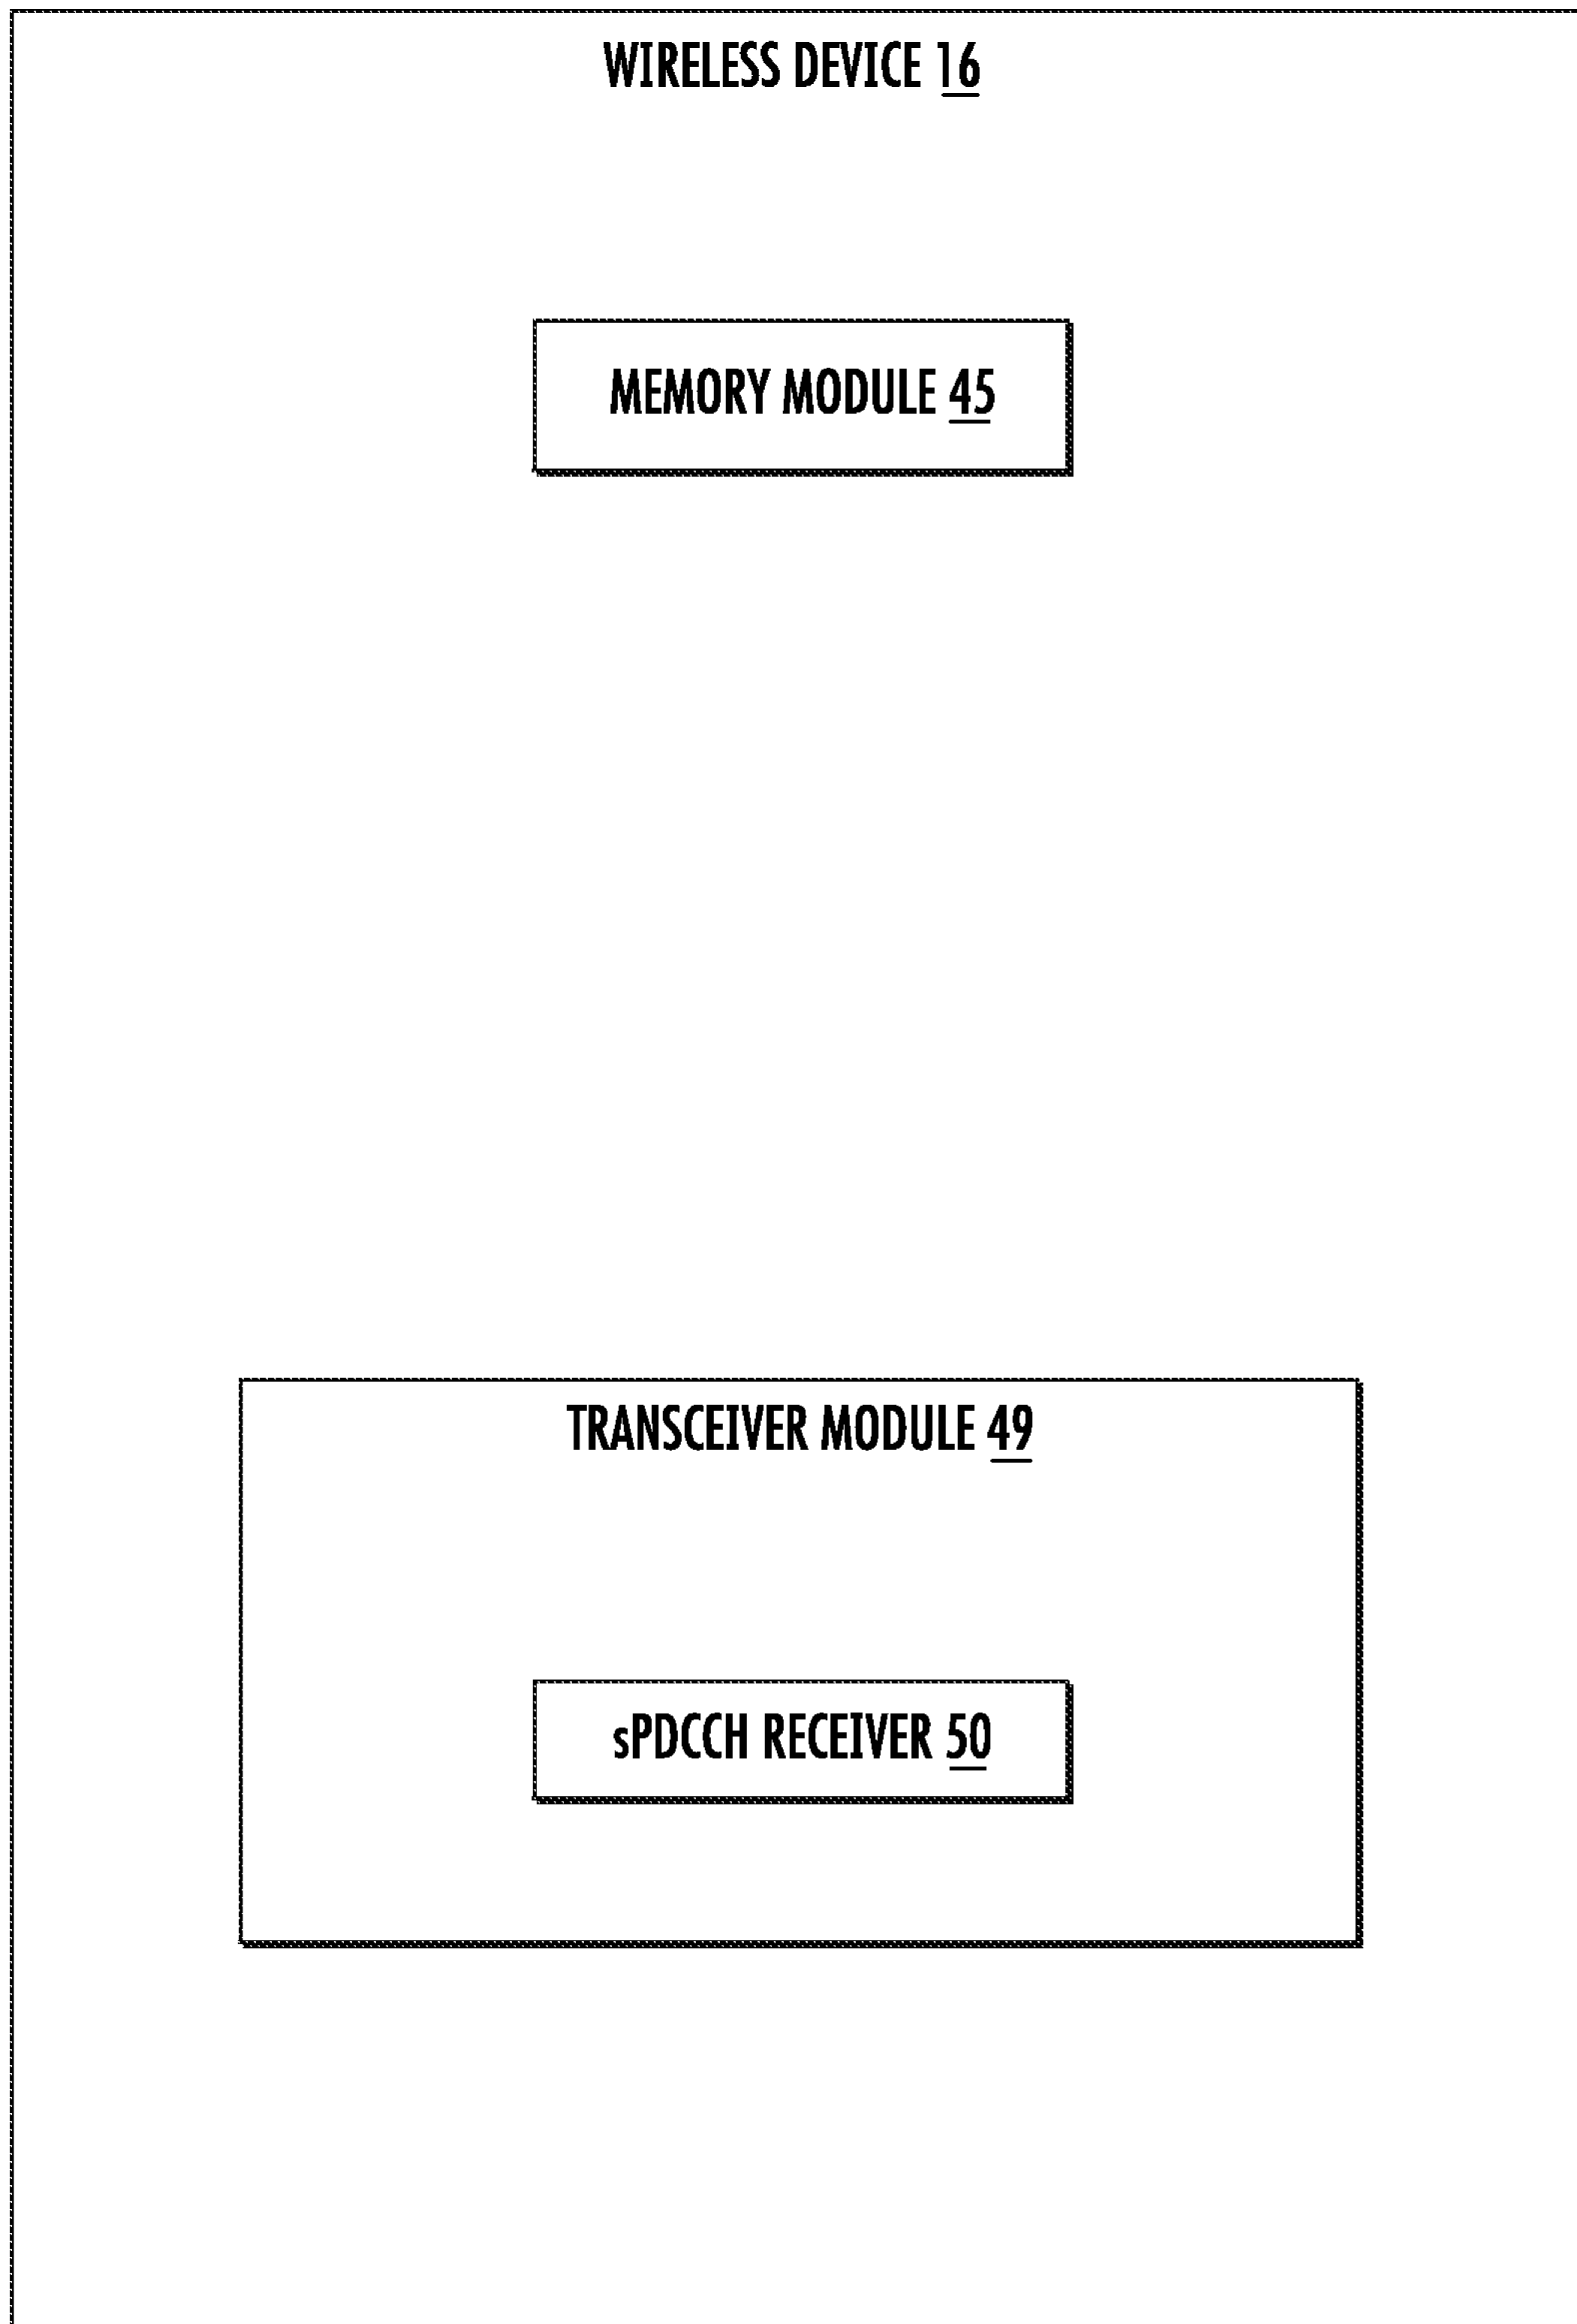 WIRELESS DEVICE 16
MEMORY MODULE 45
TRANSCEIVER MODULE 49
sPDCCH RECEIVER 50